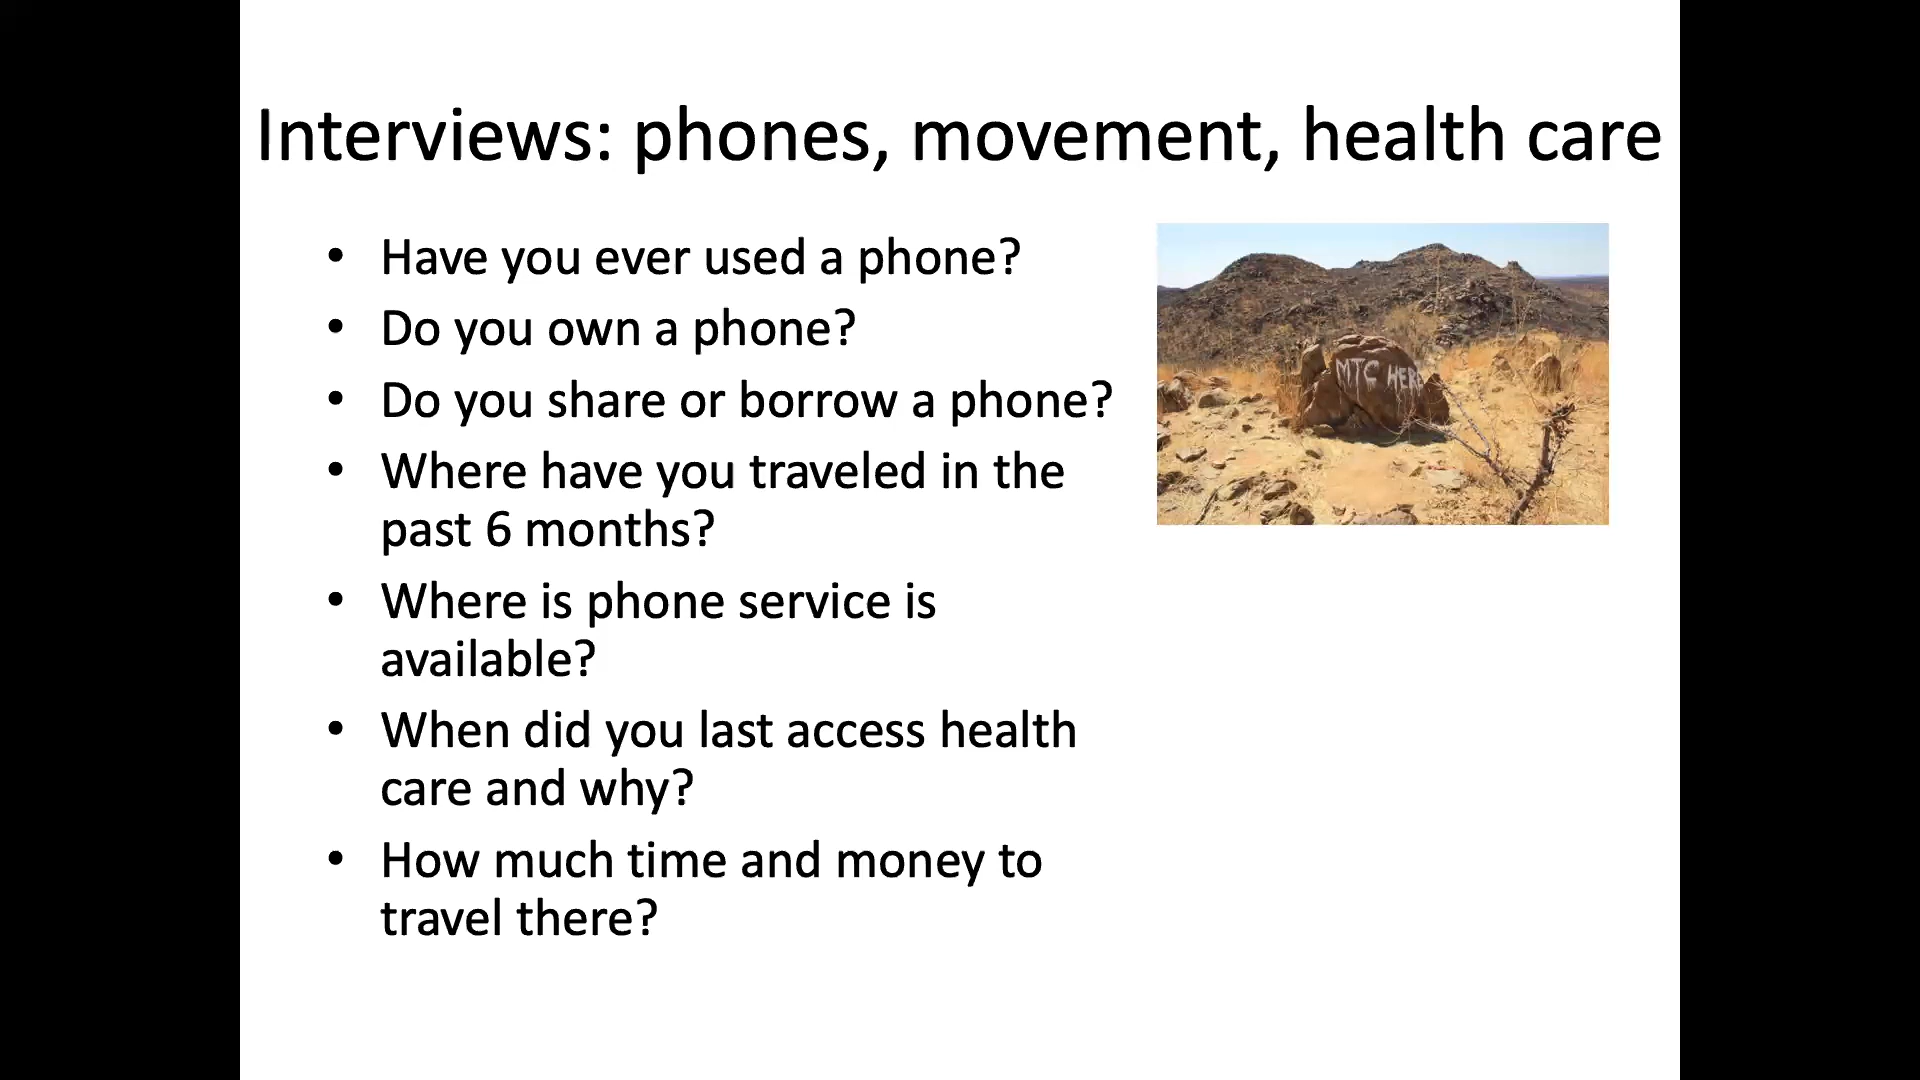 Interviews: phones, movement, health care
• Have you ever used a phone?
• Do you own a phone?
• Do you share or borrow a phone?
• Where have you traveled in the
past 6 months?
• Where is phone service is
available?
• When did you last access health
care and why?
• How much time and money to
travel there?
MTC HERE